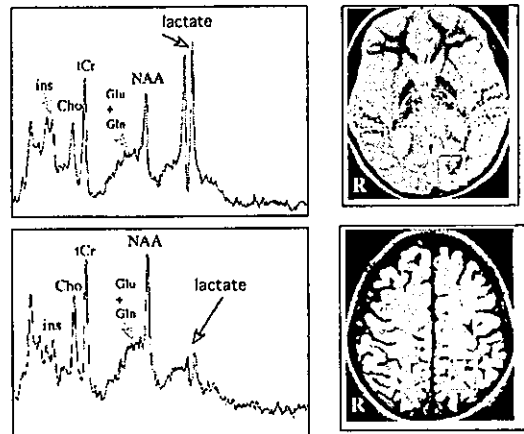 lactate
tCr
NAA
ins
Glu
+
Gln
Cho
R
NAA
tCr
Cho
Glu
+
Gln
lactate
ins
R